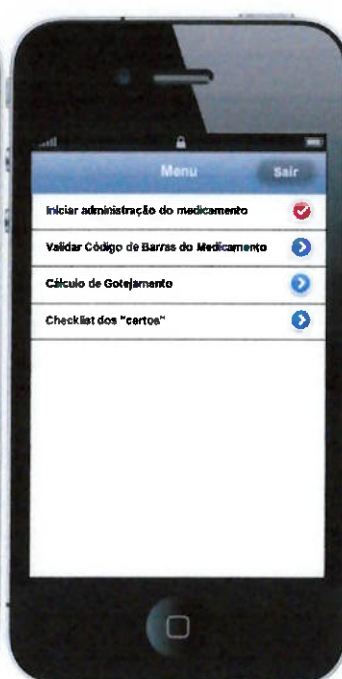 Menu
Sair
Iniciar administração do medicamento
Validar Código de Barras do Medicamento
Cálculo de Gotejamento
Checklist dos "certos"